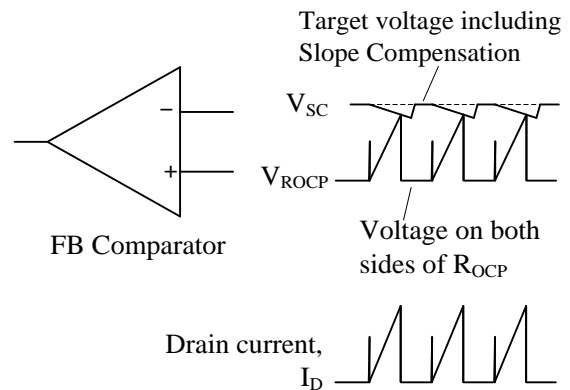 Target voltage including
Slope Compensation
V_SC
−
+
V_ROCP
FB Comparator
Voltage on both
sides of R_OCP
Drain current,
I_D